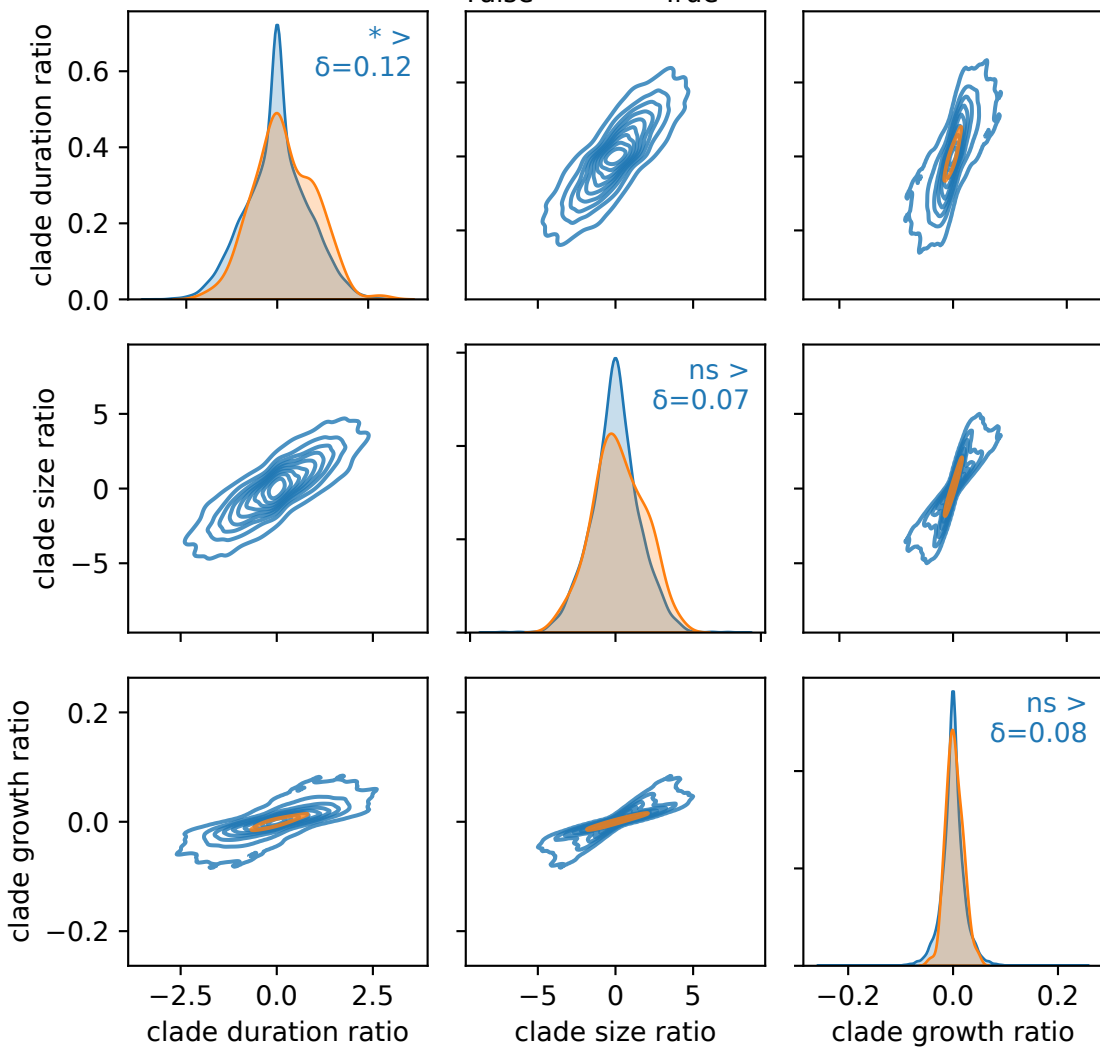 clade duration ratio
0.6
0.4
0.2
0.0
* >
δ=0.12
clade size ratio
5
0
−5
ns >
δ=0.07
clade growth ratio
0.2
0.0
−0.2
ns >
δ=0.08
−2.5 0.0 2.5
−5 0 5
−0.2 0.0 0.2
clade duration ratio
clade size ratio
clade growth ratio